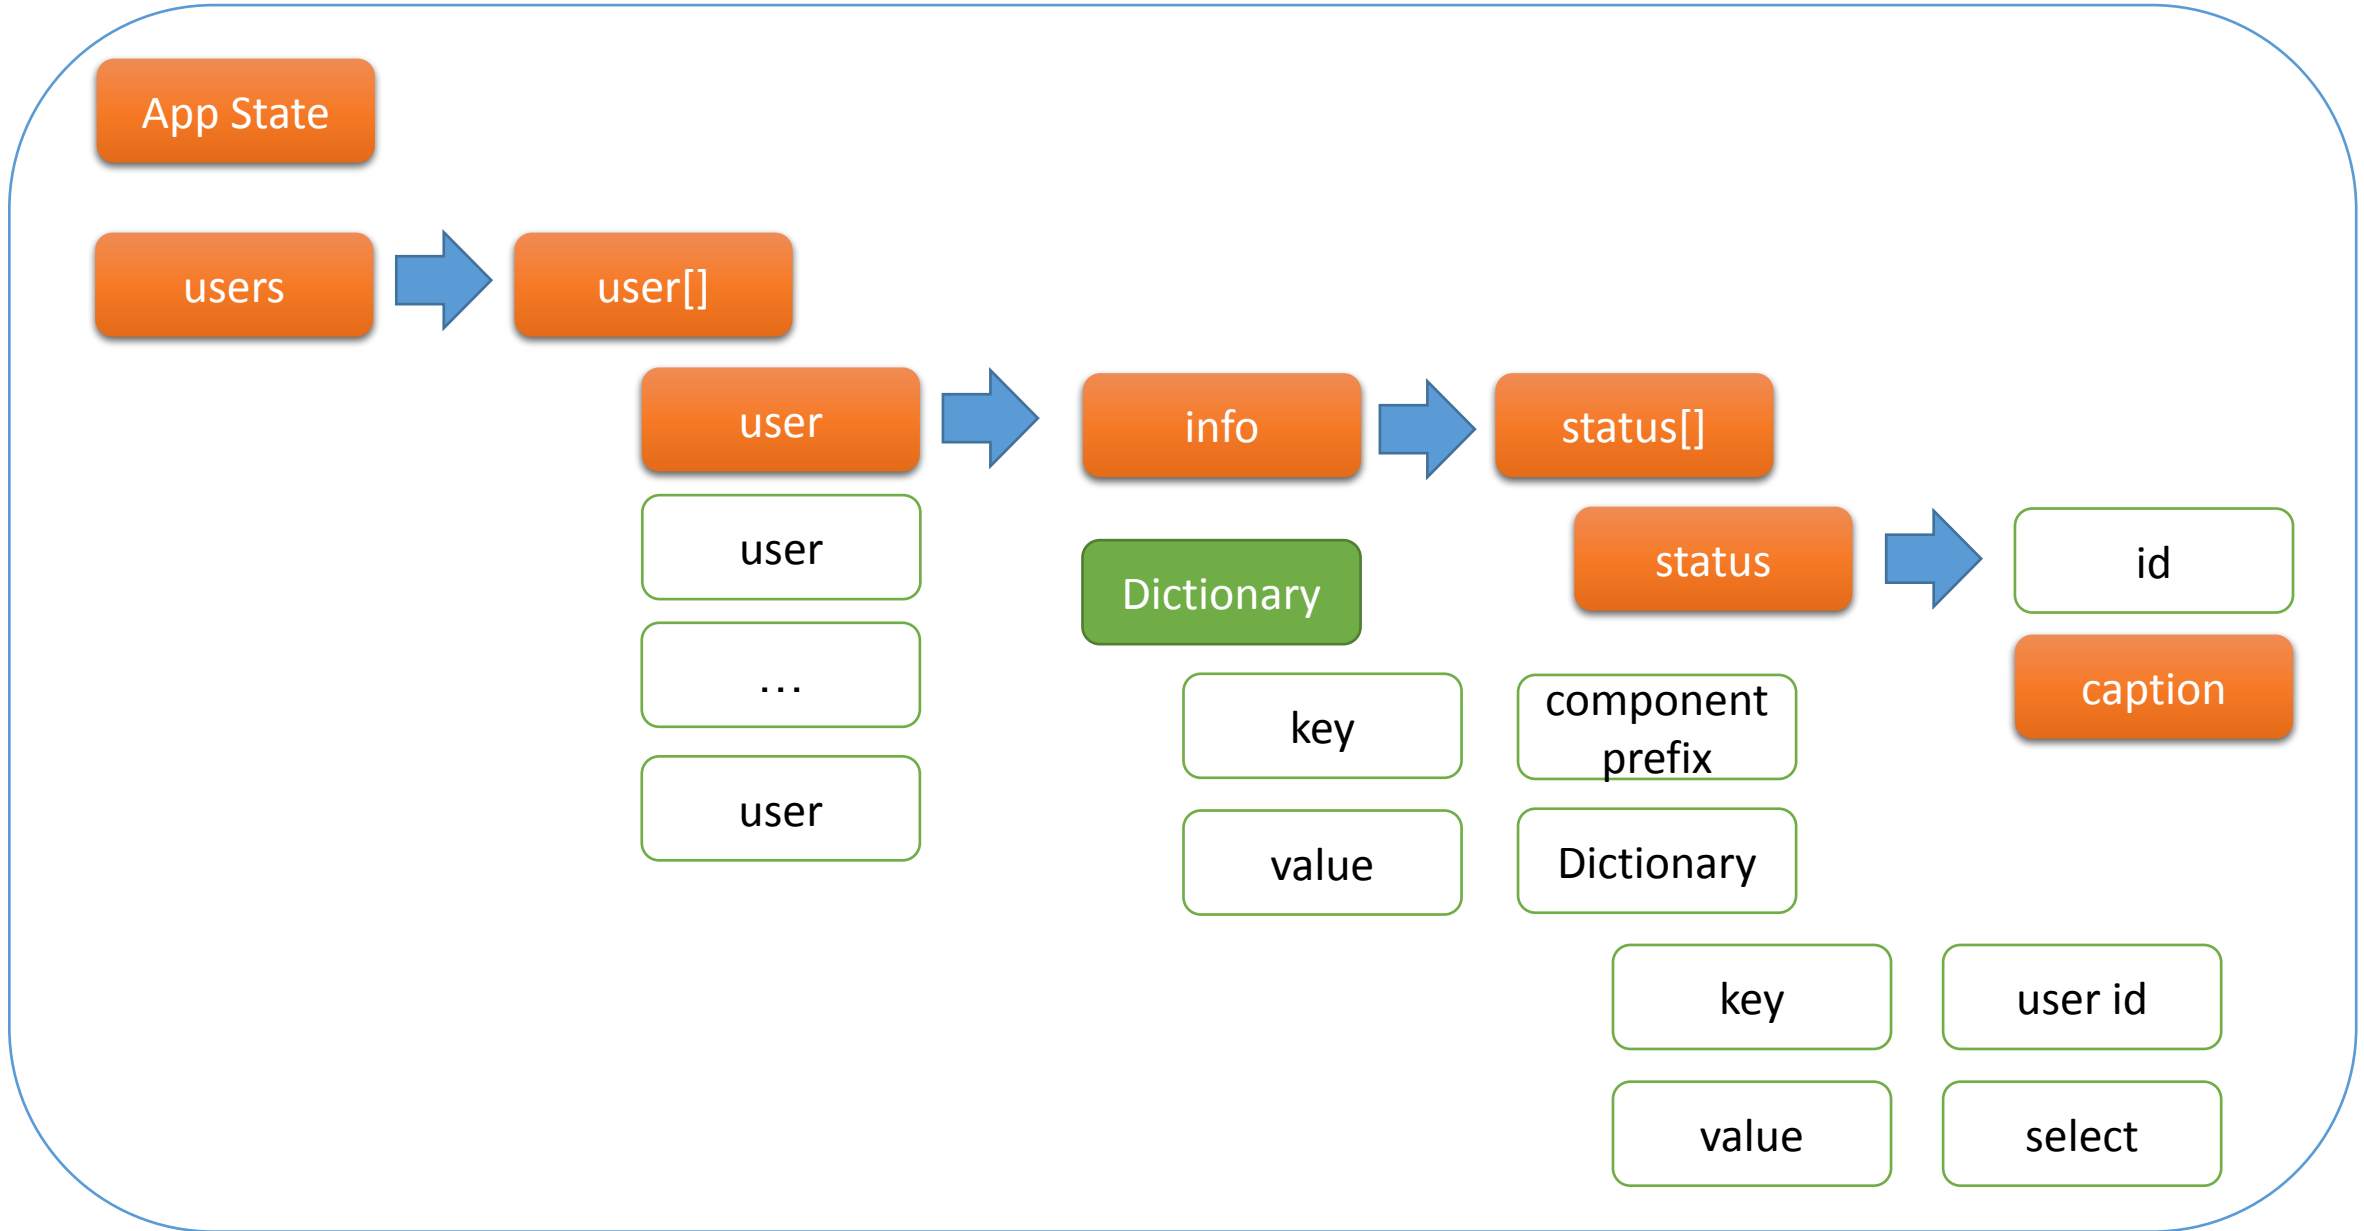 App State
users
user[]
user
info
status[]
user
status
id
Dictionary
caption
…
key
component
prefix
user
value
Dictionary
key
user id
value
select